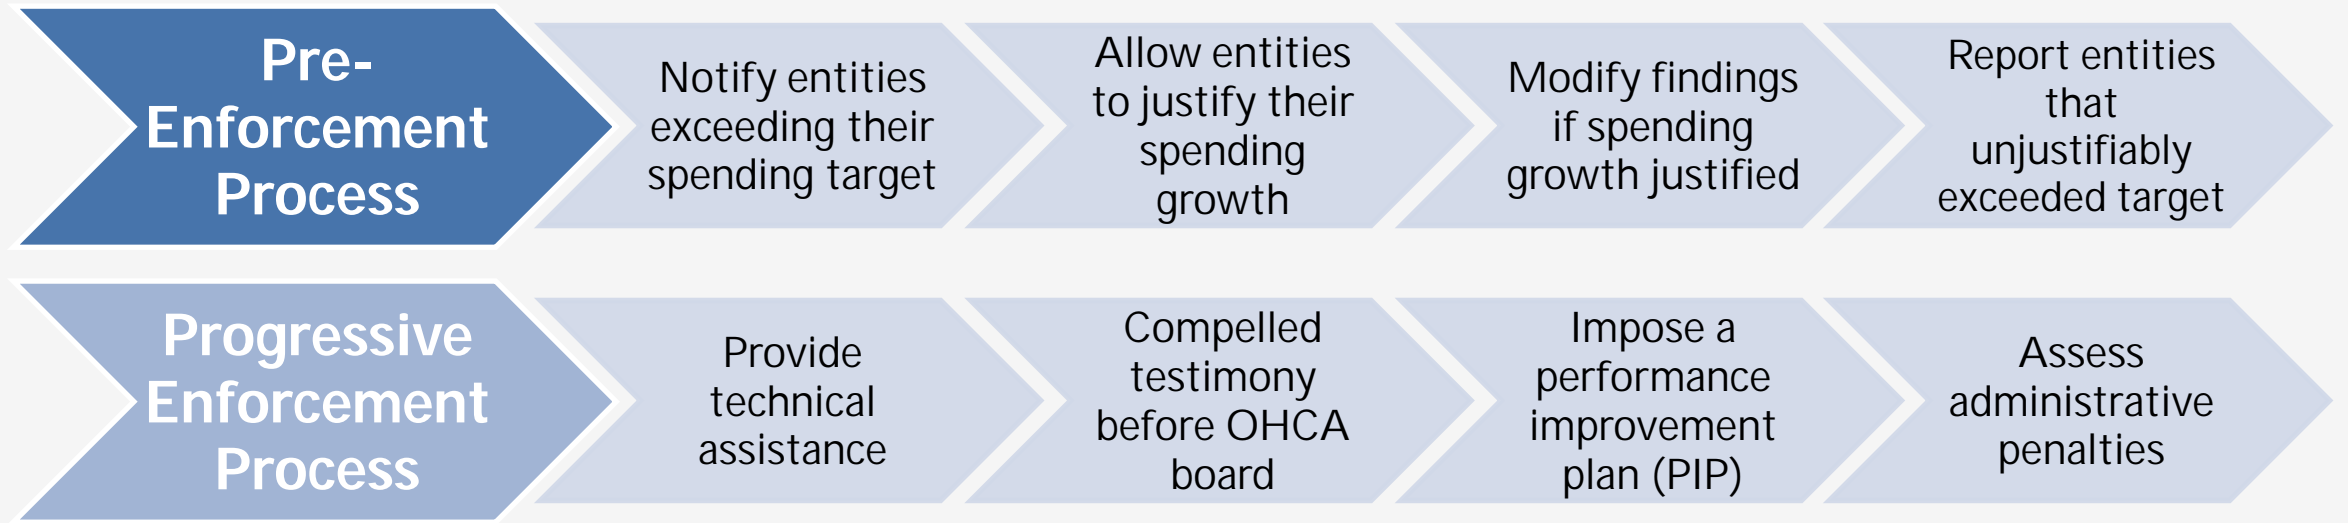 Pre-
Enforcement
Process
Notify entities
exceeding their
spending target
Allow entities
to justify their
spending
growth
Modify findings
if spending
growth justified
Report entities
that
unjustifiably
exceeded target
Progressive
Enforcement
Process
Provide
technical
assistance
Compelled
testimony
before OHCA
board
Impose a
performance
improvement
plan (PIP)
Assess
administrative
penalties